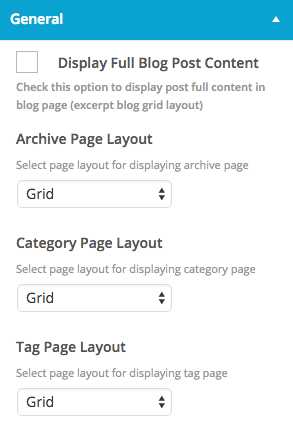 General
Display Full Blog Post Content
Check this option to display post full content in
blog page (excerpt blog grid layout)
Archive Page Layout
Select page layout for displaying archive page
Grid
Category Page Layout
Select page layout for displaying category page
Grid
Tag Page Layout
Select page layout for displaying tag page
Grid